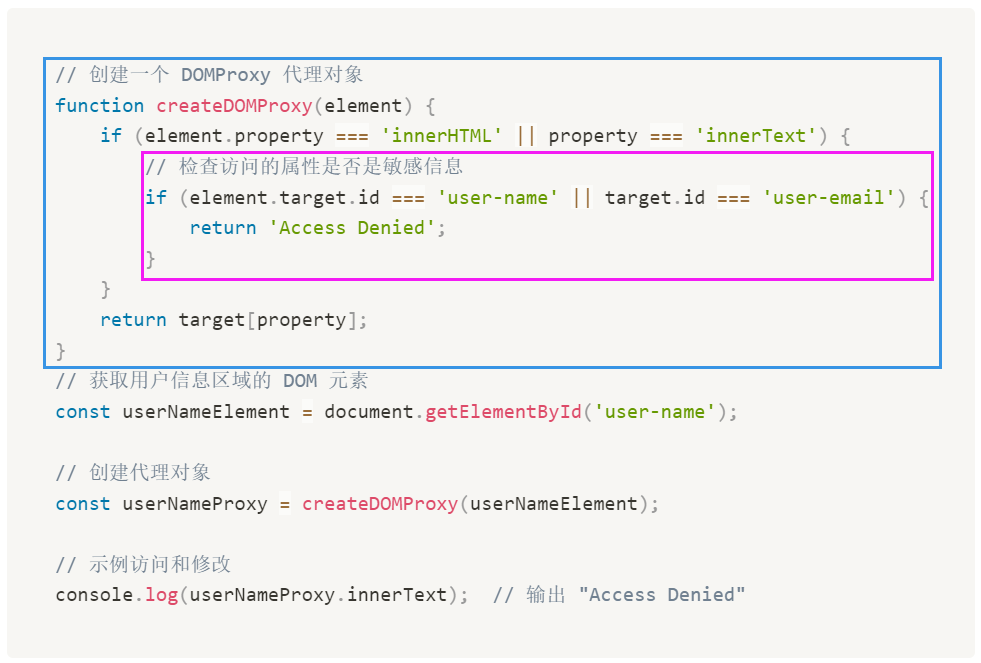 // 创建一个 DOMProxy 代理对象
function createDOMProxy(element) {
    if (element.property === 'innerHTML' || property === 'innerText') {
        // 检查访问的属性是否是敏感信息
        if (element.target.id === 'user-name' || target.id === 'user-email') {
            return 'Access Denied';
        }
    }
    return target[property];
}
// 获取用户信息区域的 DOM 元素
const userNameElement = document.getElementById('user-name');
// 创建代理对象
const userNameProxy = createDOMProxy(userNameElement);
// 示例访问和修改
console.log(userNameProxy.innerText);  // 输出 "Access Denied"